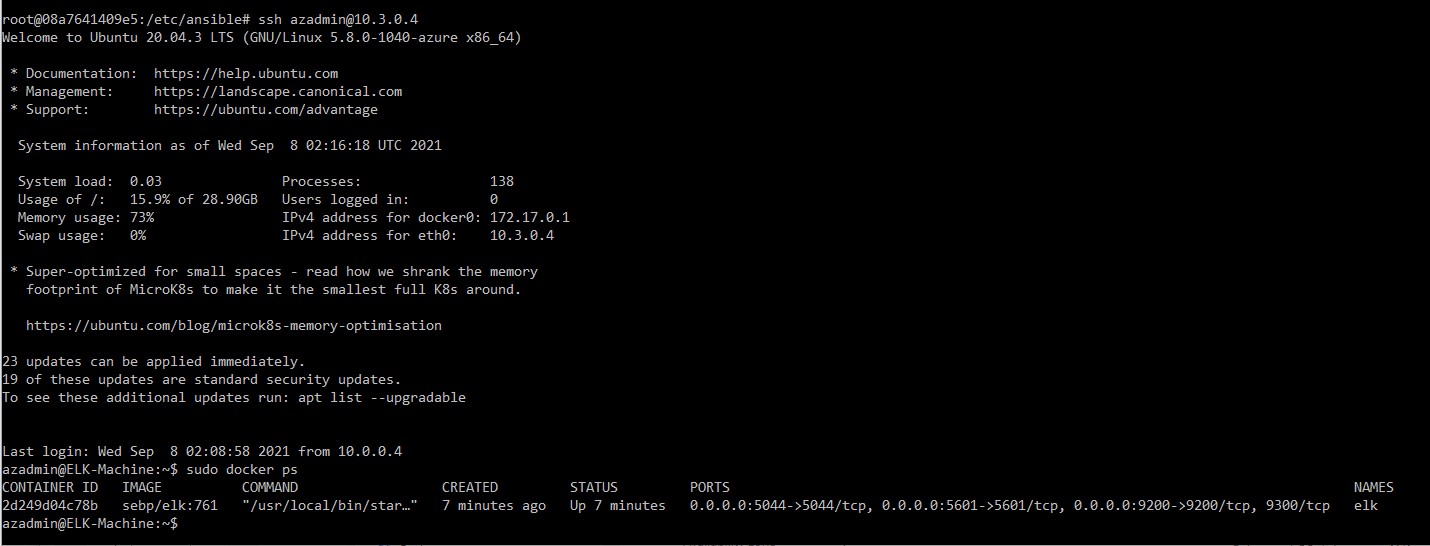 root@08a7641409e5:/etc/ansible# ssh azadmin@10.3.0.4
Welcome to Ubuntu 20.04.3 LTS (GNU/Linux 5.8.0-1040-azure x86_64)
* Documentation:  https://help.ubuntu.com
* Management:     https://landscape.canonical.com
* Support:        https://ubuntu.com/advantage
System information as of Wed Sep  8 02:16:18 UTC 2021
System load:  0.03              Processes:                138
Usage of /:   15.9% of 28.90GB   Users logged in:          0
Memory usage: 73%               IPv4 address for docker0: 172.17.0.1
Swap usage:   0%                IPv4 address for eth0:    10.3.0.4
* Super-optimized for small spaces - read how we shrank the memory
footprint of MicroK8s to make it the smallest full K8s around.
https://ubuntu.com/blog/microk8s-memory-optimisation
23 updates can be applied immediately.
19 of these updates are standard security updates.
To see these additional updates run: apt list --upgradable
Last login: Wed Sep  8 02:08:58 2021 from 10.0.0.4
azadmin@ELK-Machine:~$ sudo docker ps
CONTAINER ID   IMAGE          COMMAND                  CREATED         STATUS         PORTS                                                                              NAMES
2d249d04c78b   sebp/elk:761   "/usr/local/bin/star…"   7 minutes ago   Up 7 minutes   0.0.0.0:5044->5044/tcp, 0.0.0.0:5601->5601/tcp, 0.0.0.0:9200->9200/tcp, 9300/tcp   elk
azadmin@ELK-Machine:~$